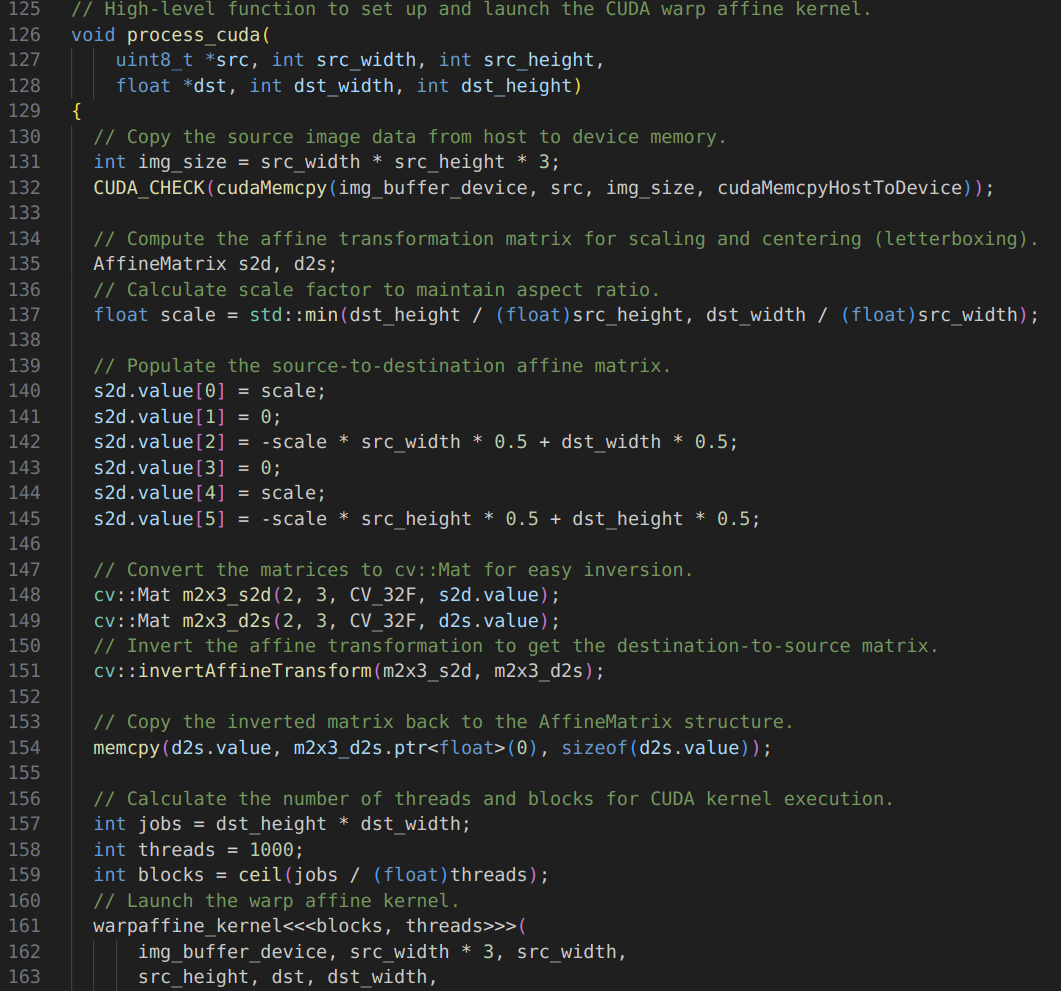 125 // High-level function to set up and launch the CUDA warp affine kernel.
126 void process_cuda(
127     uint8_t *src, int src_width, int src_height,
128     float *dst, int dst_width, int dst_height)
129 {
130   // Copy the source image data from host to device memory.
131   int img_size = src_width * src_height * 3;
132   CUDA_CHECK(cudaMemcpy(img_buffer_device, src, img_size, cudaMemcpyHostToDevice));
133
134   // Compute the affine transformation matrix for scaling and centering (letterboxing).
135   AffineMatrix s2d, d2s;
136   // Calculate scale factor to maintain aspect ratio.
137   float scale = std::min(dst_height / (float)src_height, dst_width / (float)src_width);
138
139   // Populate the source-to-destination affine matrix.
140   s2d.value[0] = scale;
141   s2d.value[1] = 0;
142   s2d.value[2] = -scale * src_width * 0.5 + dst_width * 0.5;
143   s2d.value[3] = 0;
144   s2d.value[4] = scale;
145   s2d.value[5] = -scale * src_height * 0.5 + dst_height * 0.5;
146
147   // Convert the matrices to cv::Mat for easy inversion.
148   cv::Mat m2x3_s2d(2, 3, CV_32F, s2d.value);
149   cv::Mat m2x3_d2s(2, 3, CV_32F, d2s.value);
150   // Invert the affine transformation to get the destination-to-source matrix.
151   cv::invertAffineTransform(m2x3_s2d, m2x3_d2s);
152
153   // Copy the inverted matrix back to the AffineMatrix structure.
154   memcpy(d2s.value, m2x3_d2s.ptr<float>(0), sizeof(d2s.value));
155
156   // Calculate the number of threads and blocks for CUDA kernel execution.
157   int jobs = dst_height * dst_width;
158   int threads = 1000;
159   int blocks = ceil(jobs / (float)threads);
160   // Launch the warp affine kernel.
161   warpaffine_kernel<<<blocks, threads>>>(
162       img_buffer_device, src_width * 3, src_width,
163       src_height, dst, dst_width,